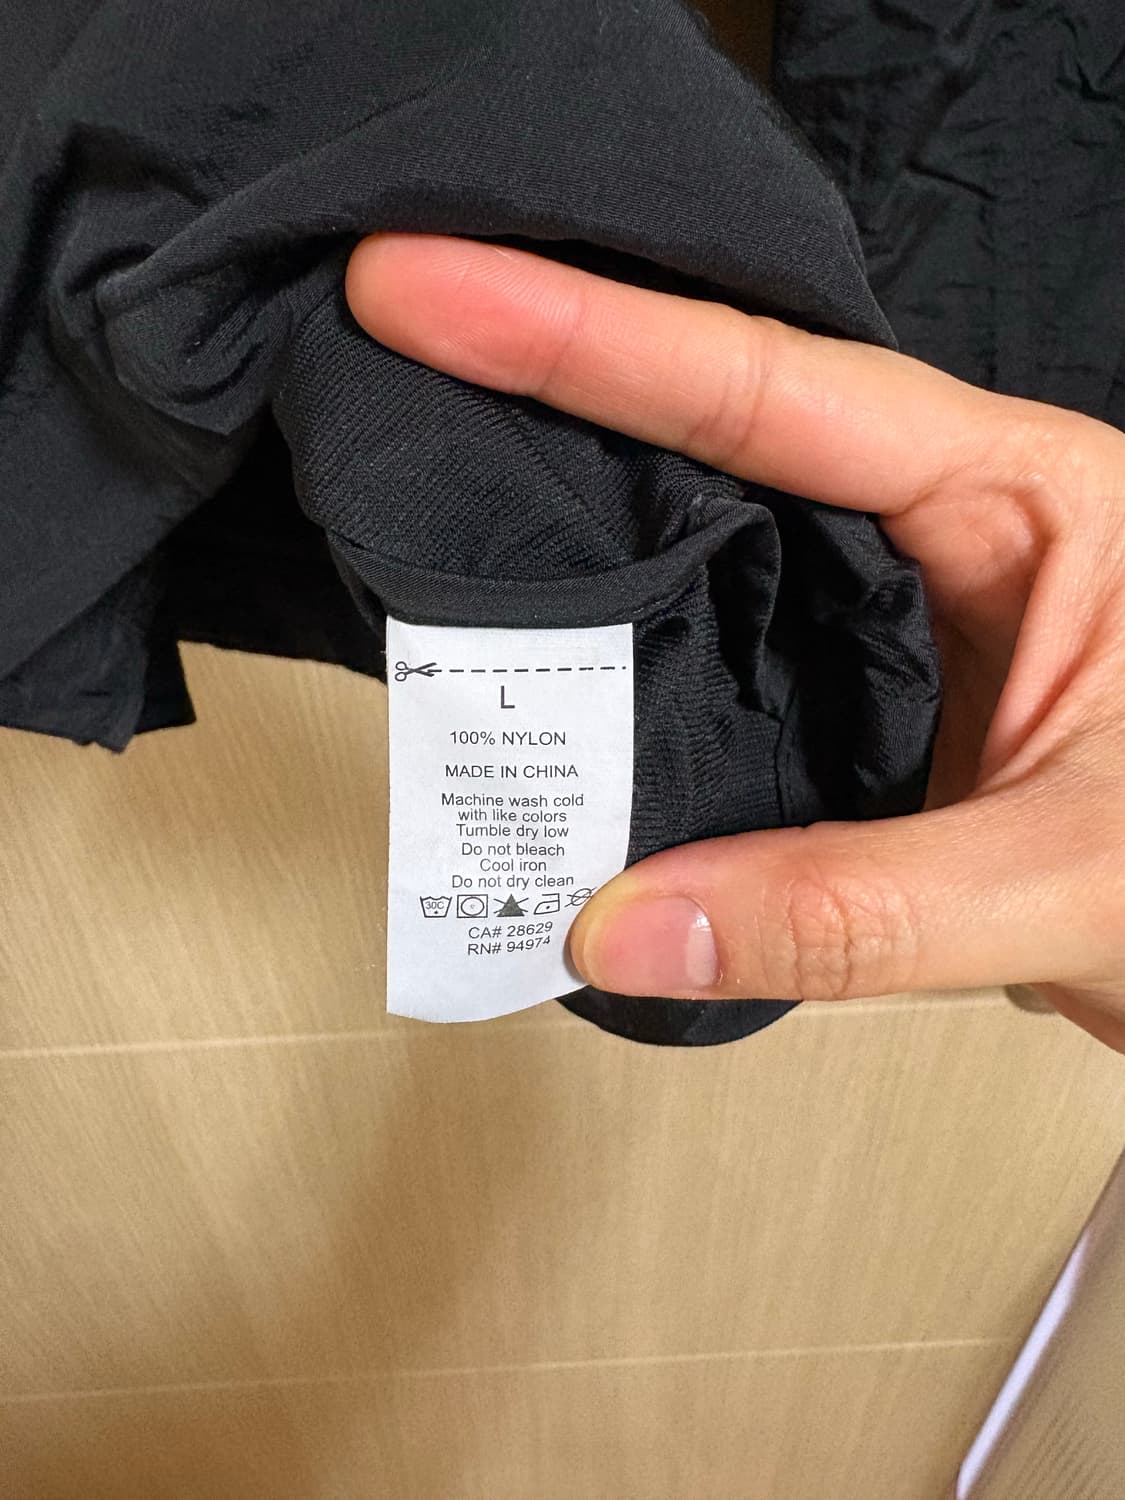 L
100% NYLON
MADE IN CHINA
Machine wash cold
with like colors
Tumble dry low
Do not bleach
Cool iron
Do not dry clean
30C
CA# 28629
RN# 94974